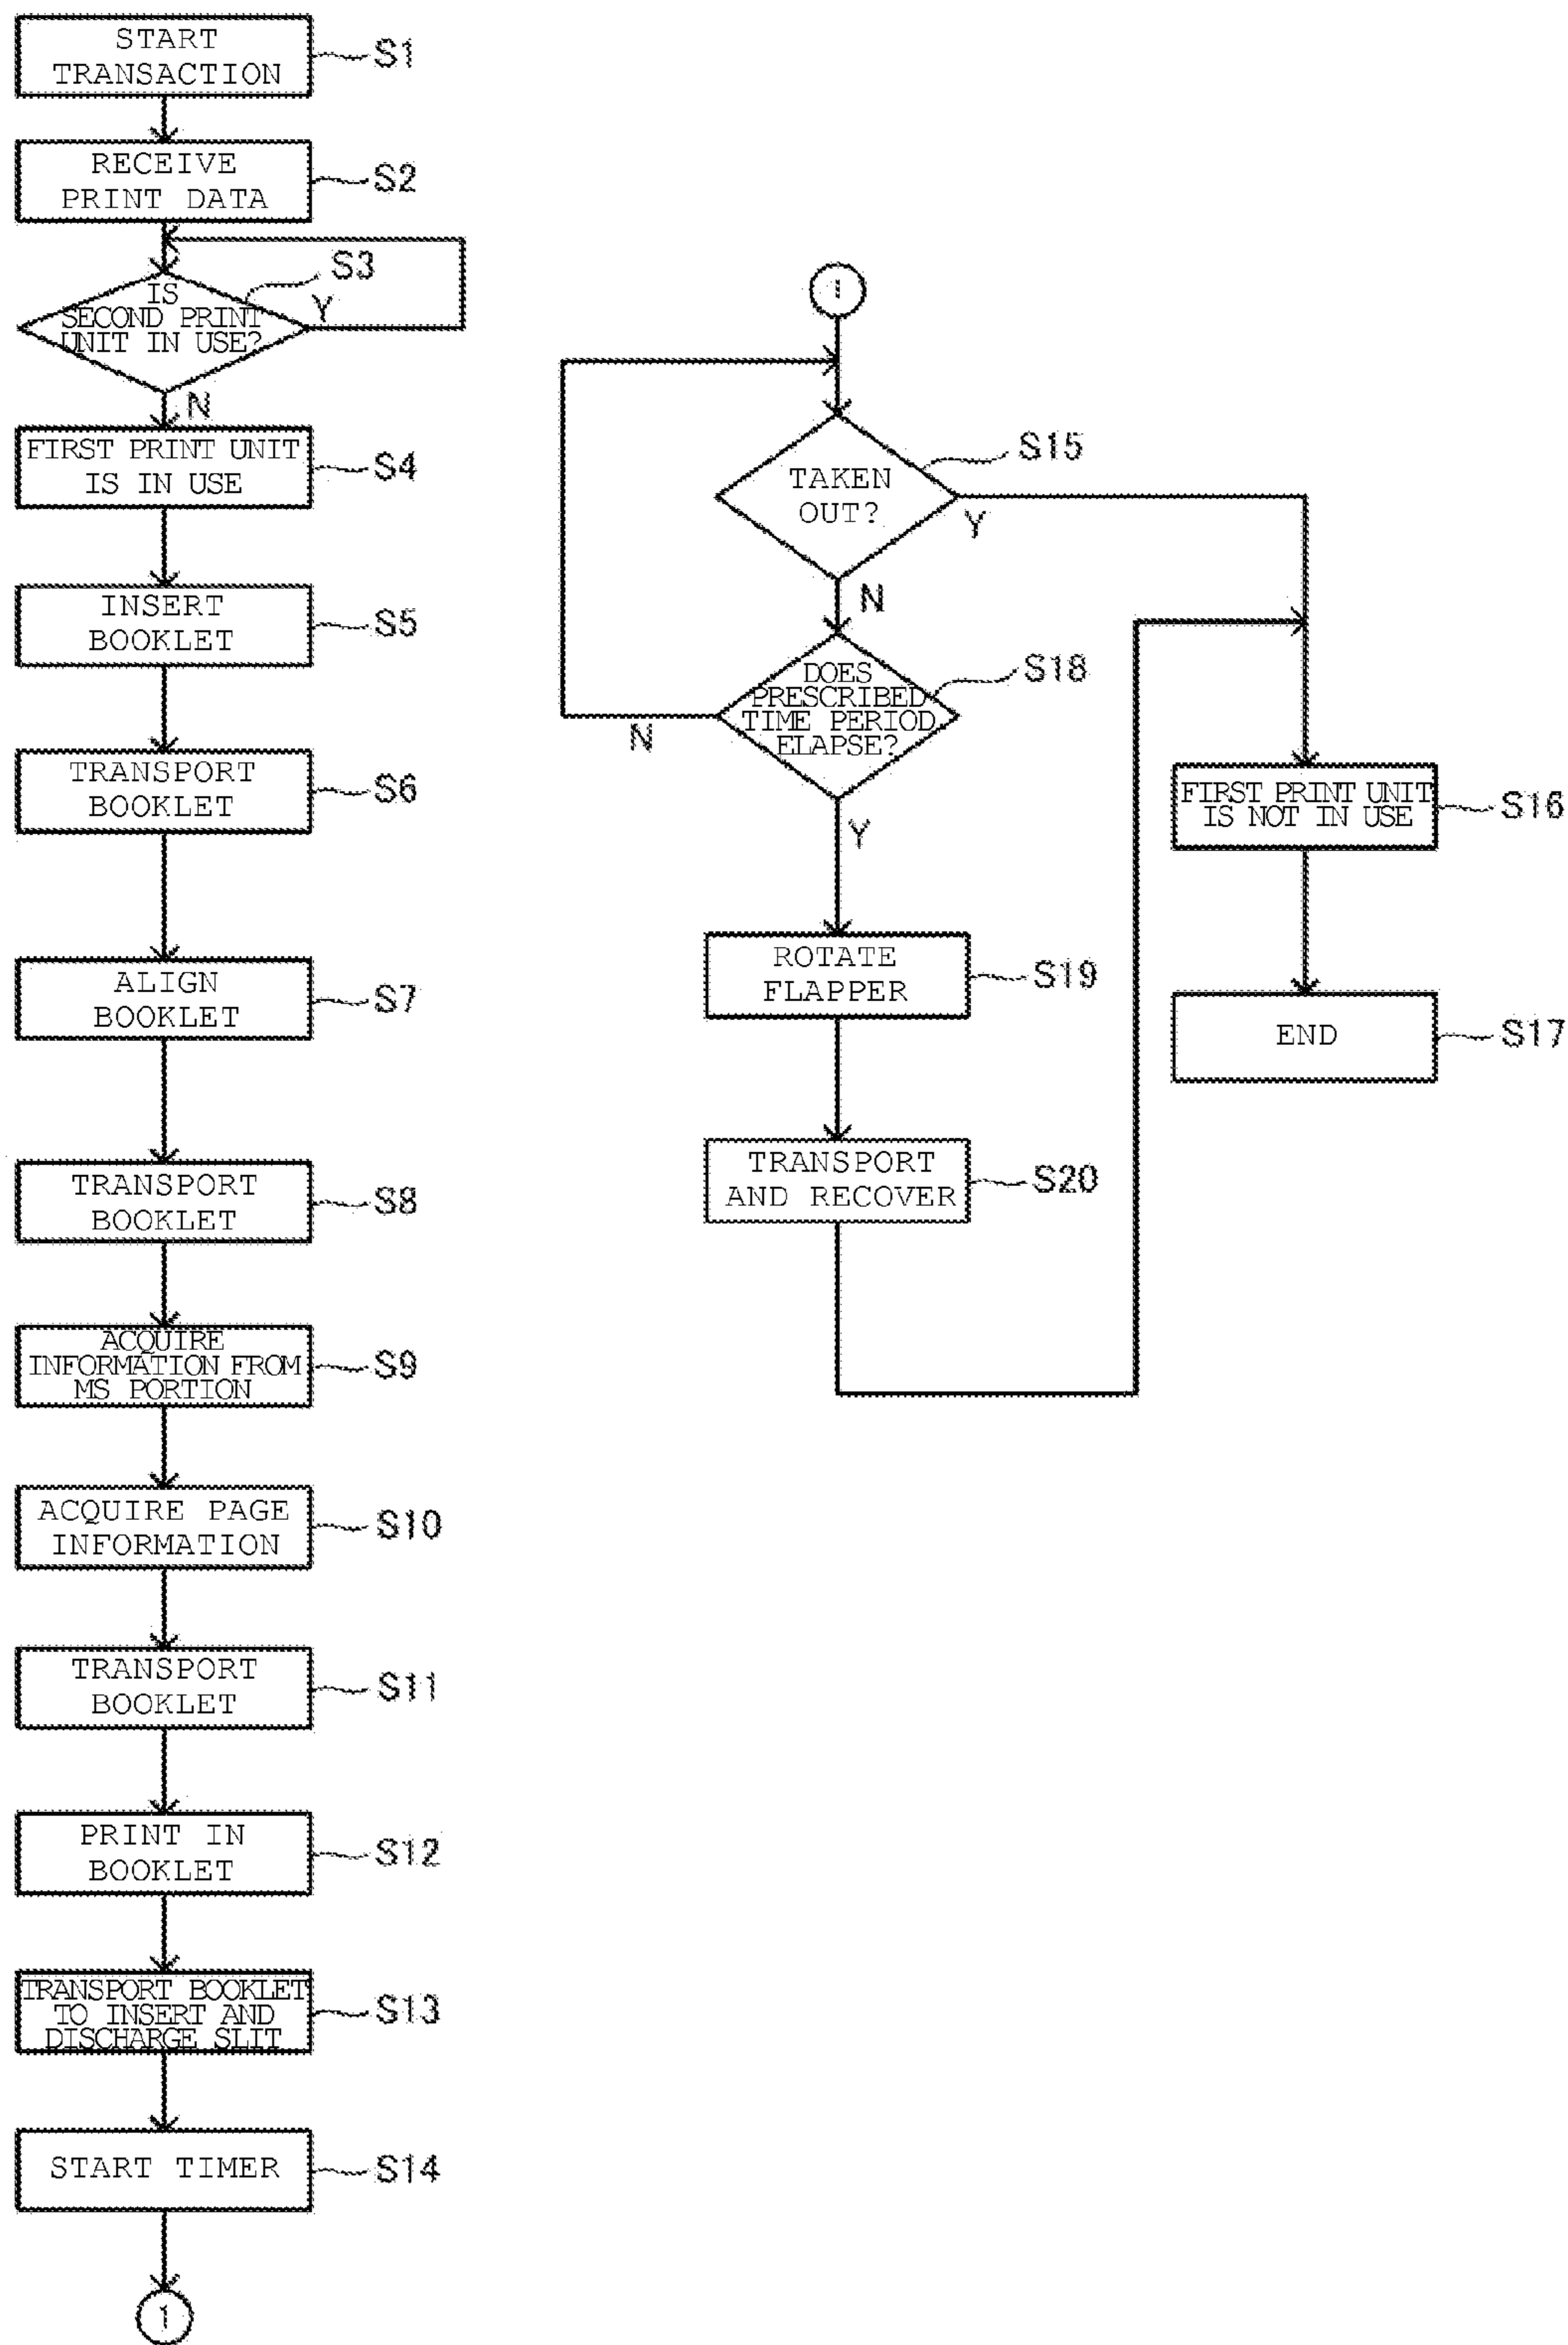 START
TRANSACTION
S1
RECEIVE
PRINT DATA
S2
IS
SECOND PRINT
UNIT IN USE?
S3
Y
N
FIRST PRINT UNIT
IS IN USE
S4
INSERT
BOOKLET
S5
TRANSPORT
BOOKLET
S6
ALIGN
BOOKLET
S7
TRANSPORT
BOOKLET
S8
ACQUIRE
INFORMATION FROM
MS PORTION
S9
ACQUIRE PAGE
INFORMATION
S10
TRANSPORT
BOOKLET
S11
PRINT IN
BOOKLET
S12
TRANSPORT BOOKLET
TO INSERT AND
DISCHARGE SLIT
S13
START TIMER
S14
1
1
TAKEN
OUT?
S15
Y
N
DOES
PRESCRIBED
TIME PERIOD
ELAPSE?
S18
N
Y
ROTATE
FLAPPER
S19
TRANSPORT
AND RECOVER
S20
FIRST PRINT UNIT
IS NOT IN USE
S16
END
S17